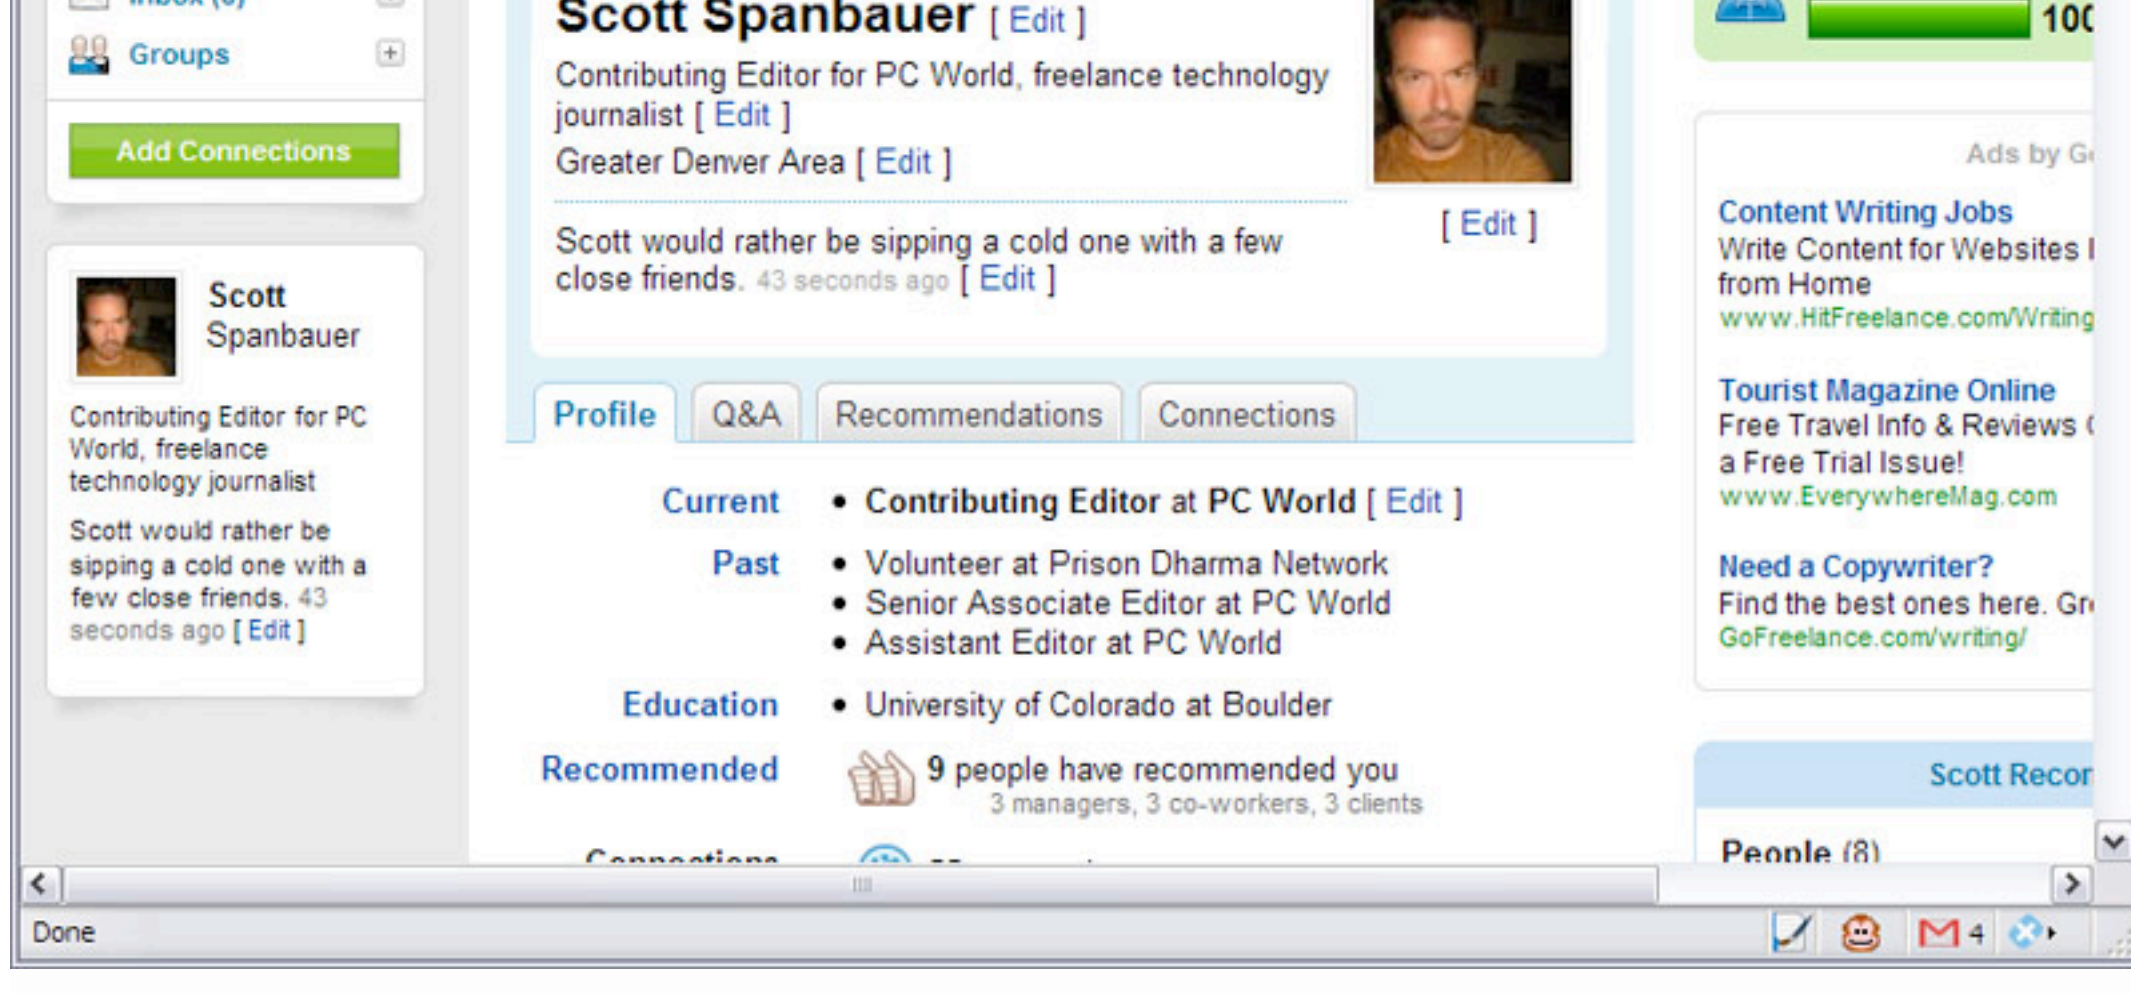 Inbox (0)
Groups
Add Connections
Scott
Spanbauer
Contributing Editor for PC
World, freelance
technology journalist
Scott would rather be
sipping a cold one with a
few close friends. 43
seconds ago [ Edit ]
Scott Spanbauer [ Edit ]
Contributing Editor for PC World, freelance technology
journalist [ Edit ]
Greater Denver Area [ Edit ]
Scott would rather be sipping a cold one with a few
close friends. 43 seconds ago [ Edit ]
[ Edit ]
Profile Q&A Recommendations Connections
Current • Contributing Editor at PC World [ Edit ]
Past • Volunteer at Prison Dharma Network
• Senior Associate Editor at PC World
• Assistant Editor at PC World
Education • University of Colorado at Boulder
Recommended 9 people have recommended you
3 managers, 3 co-workers, 3 clients
Connections
100
Ads by G
Content Writing Jobs
Write Content for Websites
from Home
www.HitFreelance.com/Writing
Tourist Magazine Online
Free Travel Info & Reviews
a Free Trial Issue!
www.EverywhereMag.com
Need a Copywriter?
Find the best ones here. Gr
GoFreelance.com/writing/
Scott Recor
People (8)
Done
4